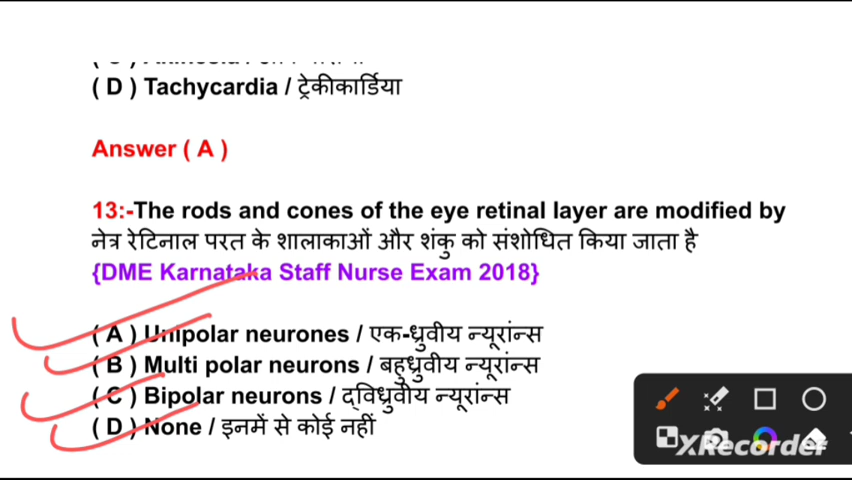 ( D ) Tachycardia / ट्रेकीकार्डिया
Answer ( A )
13:-The rods and cones of the eye retinal layer are modified by
नेत्र रेटिनाल परत के शालाकाओं और शंकु को संशोधित किया जाता है
{DME Karnataka Staff Nurse Exam 2018}
( A ) Unipolar neurones / एक-ध्रुवीय न्यूरांन्स
( B ) Multi polar neurons / बहुध्रुवीय न्यूरांन्स
( C ) Bipolar neurons / द्विध्रुवीय न्यूरांन्स
( D ) None / इनमें से कोई नहीं
XRecorder